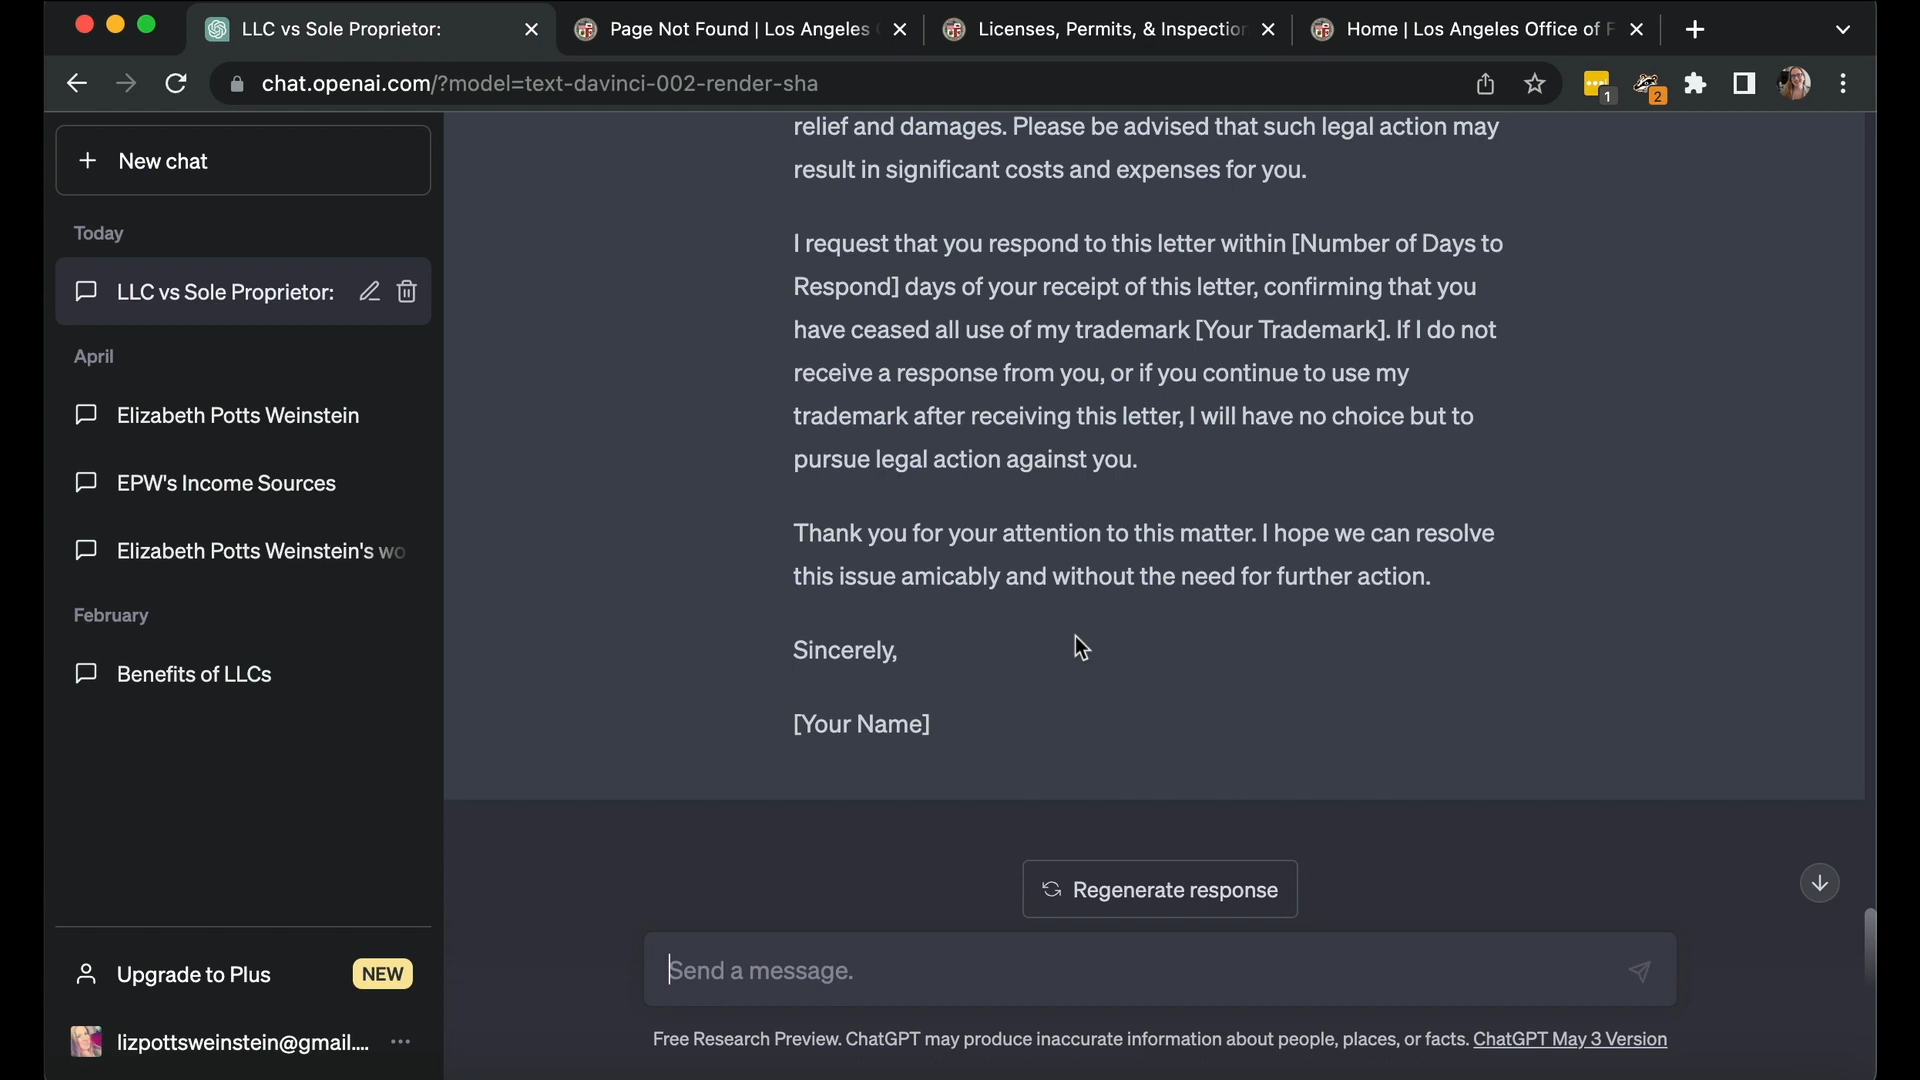 LLC vs Sole Proprietor:
Page Not Found | Los Angeles
Licenses, Permits, & Inspection
Home | Los Angeles Office of F
chat.openai.com/?model=text-davinci-002-render-sha
1
2
New chat
Today
LLC vs Sole Proprietor:
April
Elizabeth Potts Weinstein
EPW's Income Sources
Elizabeth Potts Weinstein's wo
February
Benefits of LLCs
Upgrade to Plus NEW
lizpottsweinstein@gmail....
relief and damages. Please be advised that such legal action may
result in significant costs and expenses for you.
I request that you respond to this letter within [Number of Days to
Respond] days of your receipt of this letter, confirming that you
have ceased all use of my trademark [Your Trademark]. If I do not
receive a response from you, or if you continue to use my
trademark after receiving this letter, I will have no choice but to
pursue legal action against you.
Thank you for your attention to this matter. I hope we can resolve
this issue amicably and without the need for further action.
Sincerely,
[Your Name]
Regenerate response
Send a message.
Free Research Preview. ChatGPT may produce inaccurate information about people, places, or facts. ChatGPT May 3 Version